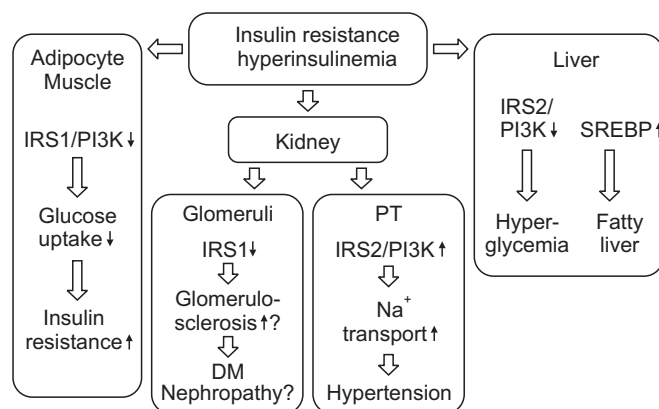 Insulin resistance
hyperinsulinemia
Adipocyte
Muscle
IRS1/PI3K↓
Glucose
uptake↓
Insulin
resistance↑
Kidney
Glomeruli
IRS1↓
Glomerulo-
sclerosis↑?
DM
Nephropathy?
PT
IRS2/PI3K↑
Na⁺
transport↑
Hypertension
Liver
IRS2/
PI3K↓
Hyper-
glycemia
SREBP↑
Fatty
liver